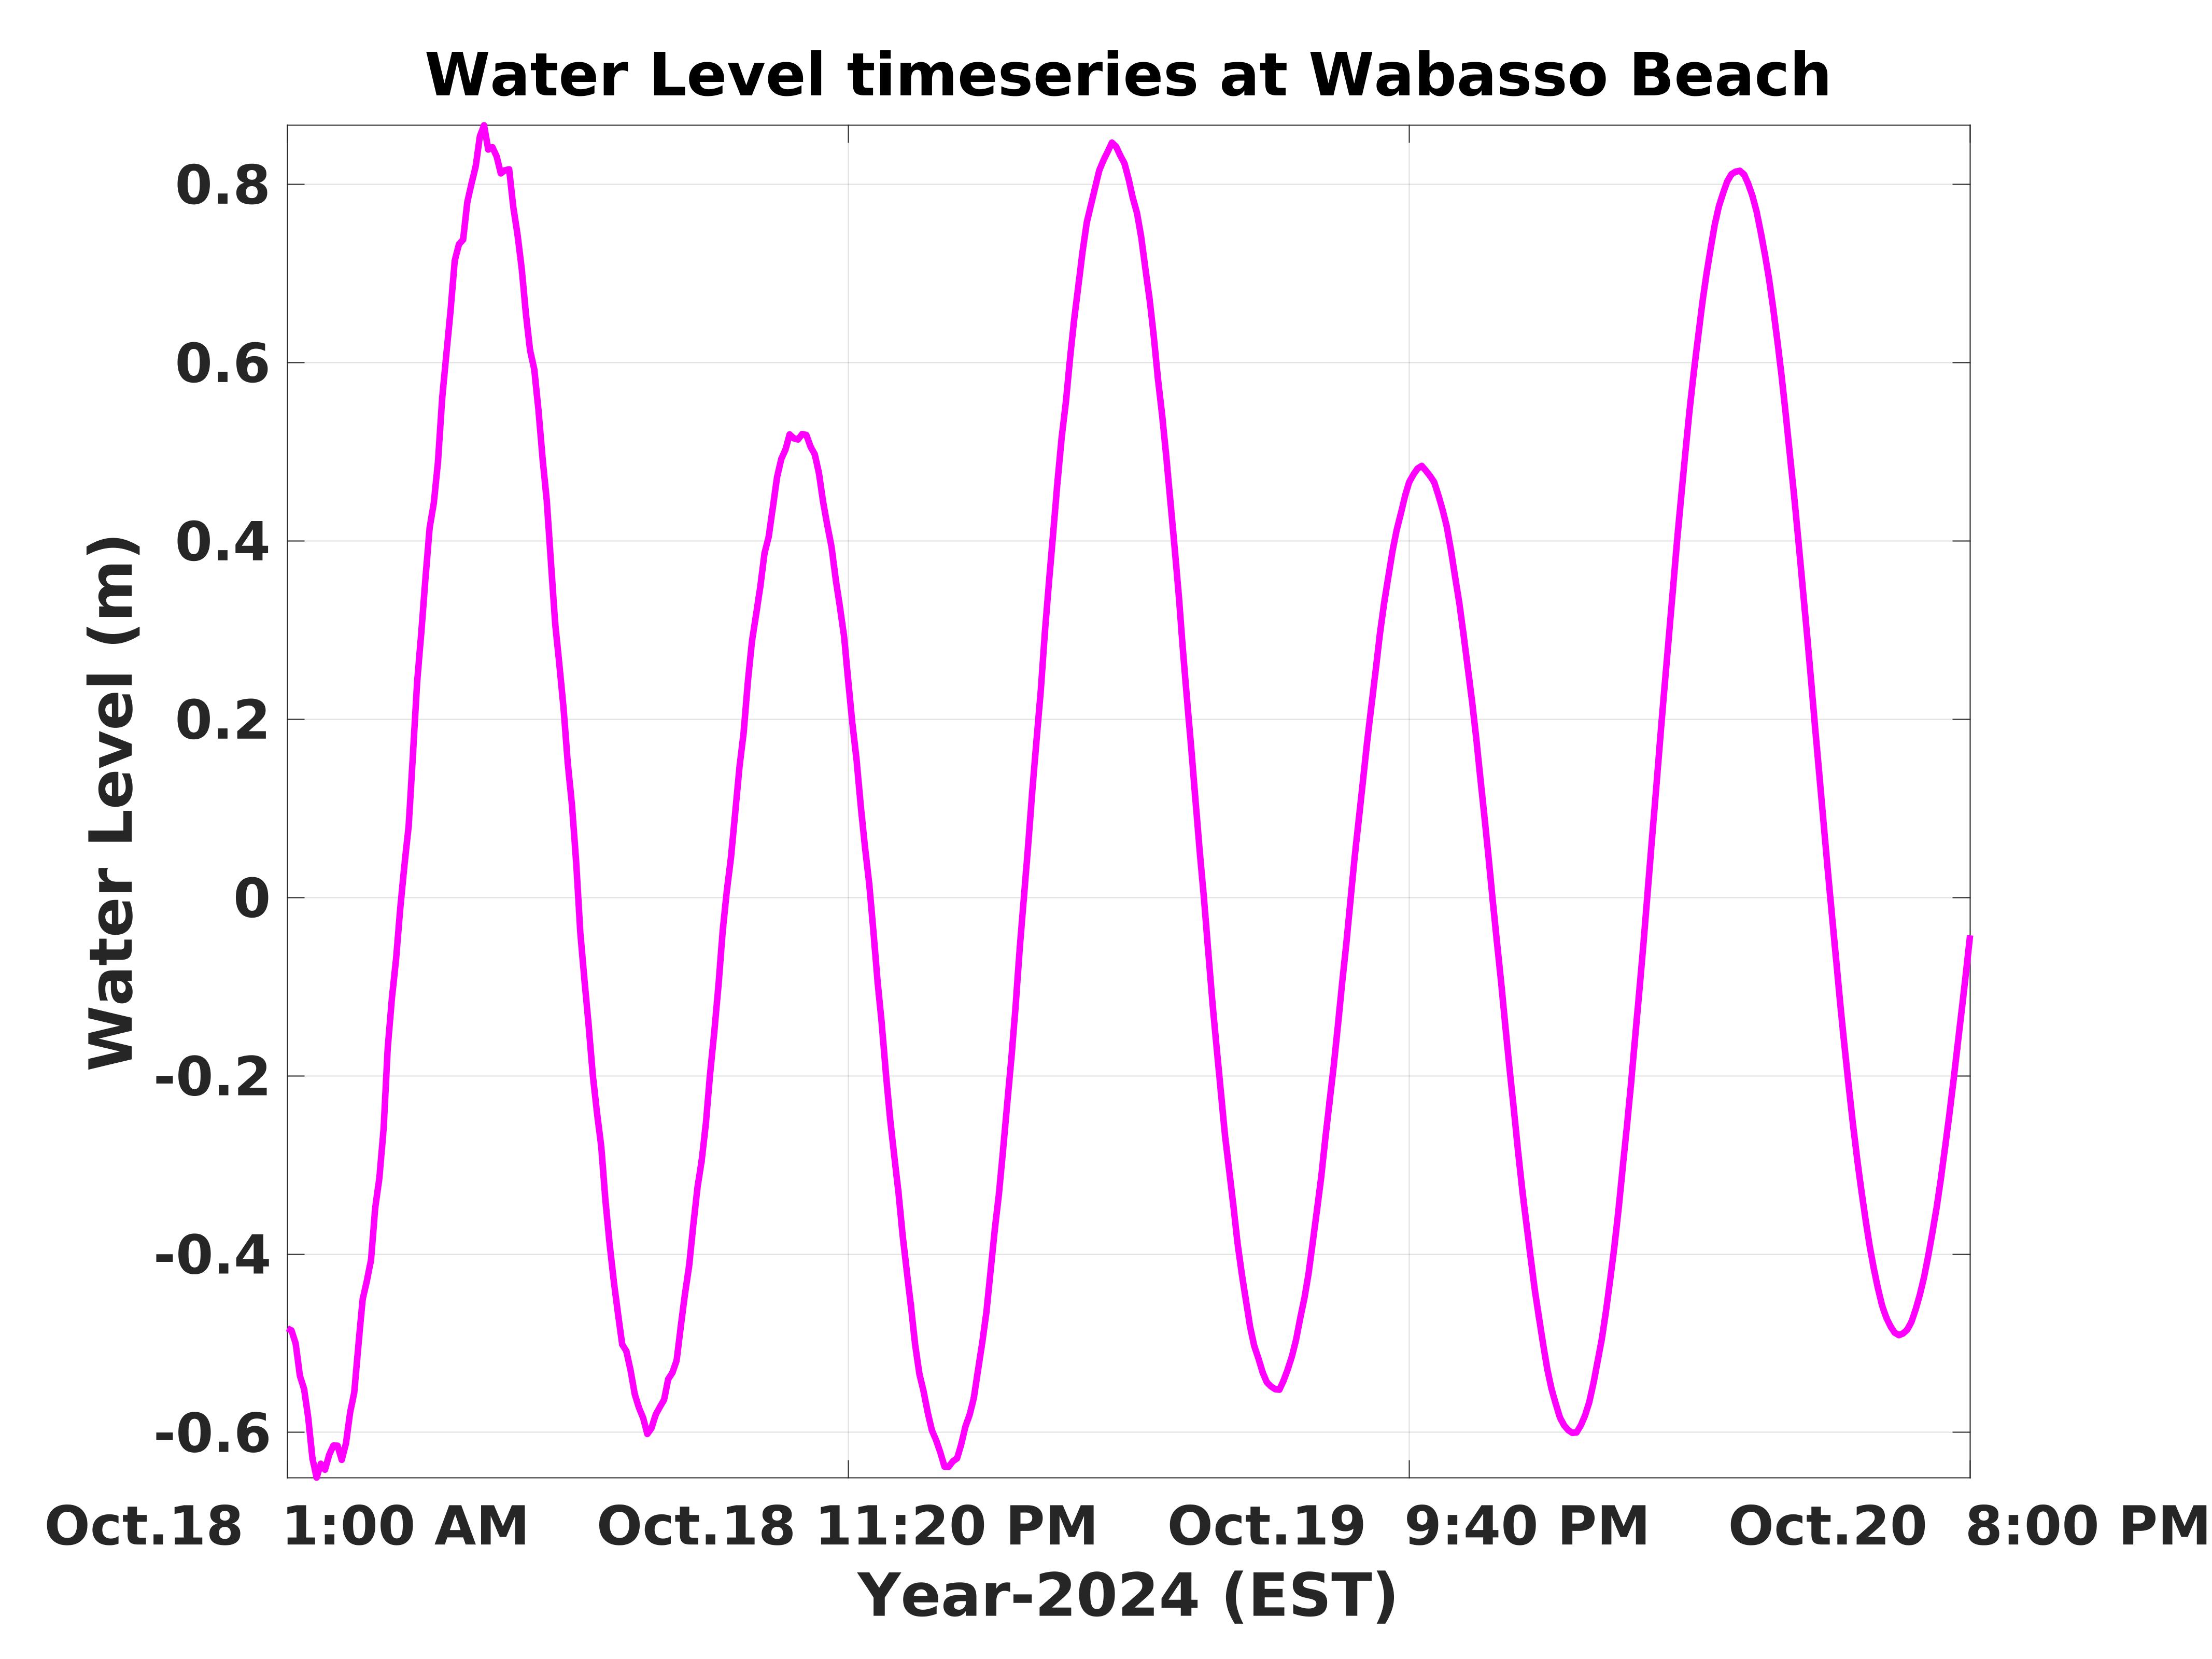 Water Level timeseries at Wabasso Beach
Water Level (m)
0.8
0.6
0.4
0.2
0
-0.2
-0.4
-0.6
Oct.18  1:00 AM
Oct.18 11:20 PM
Oct.19  9:40 PM
Oct.20  8:00 PM
Year-2024 (EST)